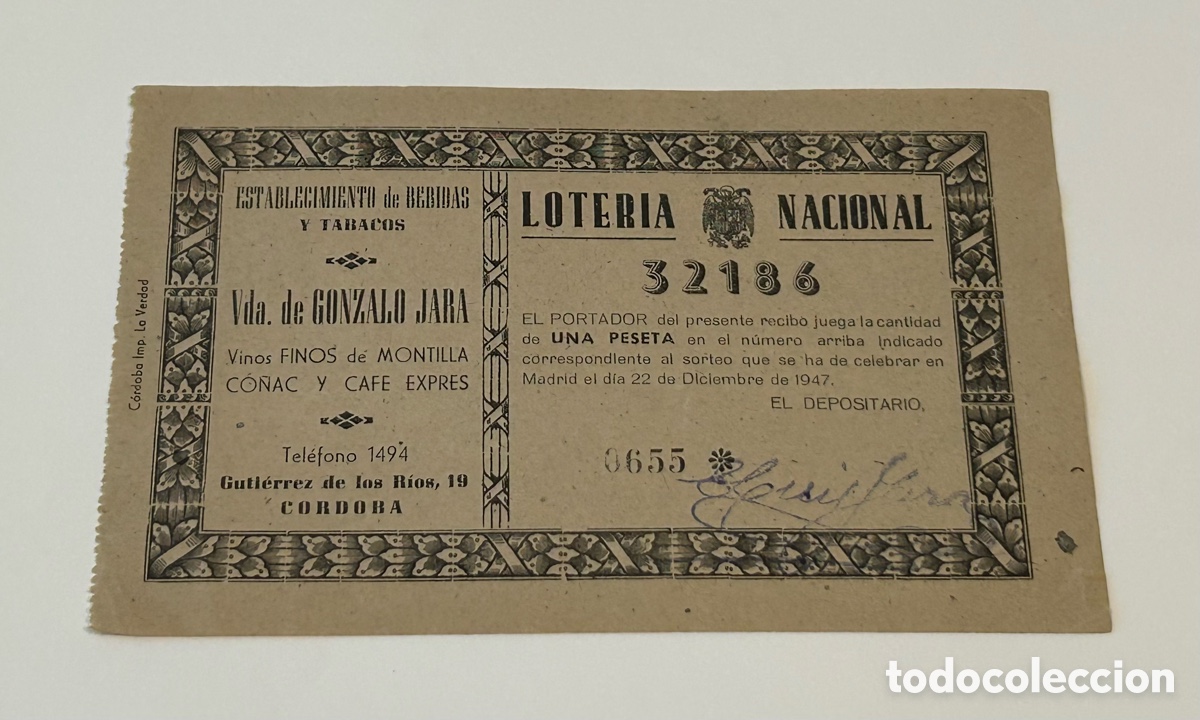 Córdoba Imp. La Verdad
ESTABLECIMIENTO de BEBIDAS
Y TABACOS
Vda. de GONZALO JARA
Vinos FINOS de MONTILLA
CÓÑAC Y CAFE EXPRES
Teléfono 1494
Gutiérrez de los Ríos, 19
CORDOBA
LOTERIA NACIONAL
32186
EL PORTADOR del presente recibo juega la cantidad
de UNA PESETA en el número arriba indicado
correspondiente al sorteo que se ha de celebrar en
Madrid el día 22 de Diciembre de 1947.
EL DEPOSITARIO,
0655
Jara
todocoleccion